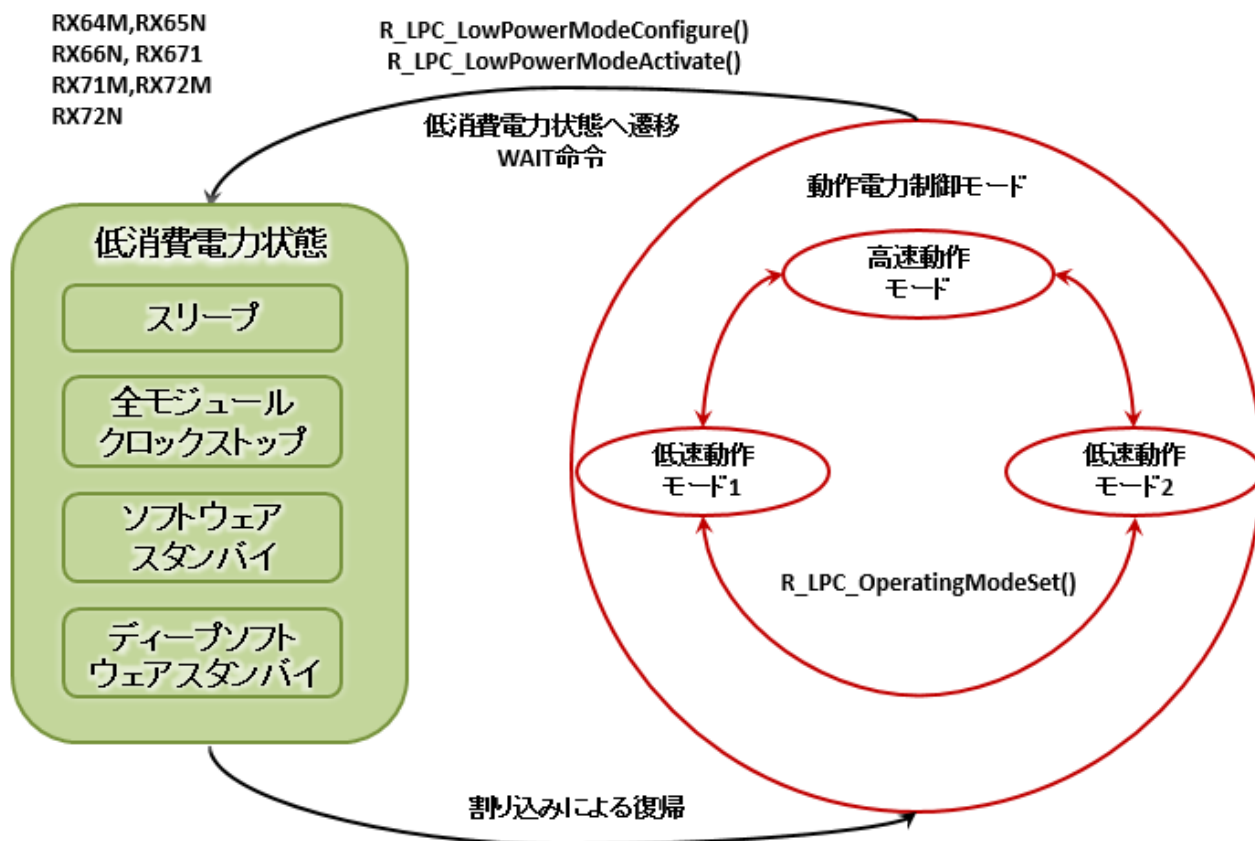 RX64M,RX65N
RX66N, RX671
RX71M,RX72M
RX72N
R_LPC_LowPowerModeConfigure()
R_LPC_LowPowerModeActivate()
低消費電力状態へ遷移
WAIT命令
低消費電力状態
スリープ
全モジュール
クロックストップ
ソフトウェア
スタンバイ
ディープソフト
ウェアスタンバイ
動作電力制御モード
高速動作
モード
低速動作
モード1
低速動作
モード2
R_LPC_OperatingModeSet()
割り込みによる復帰